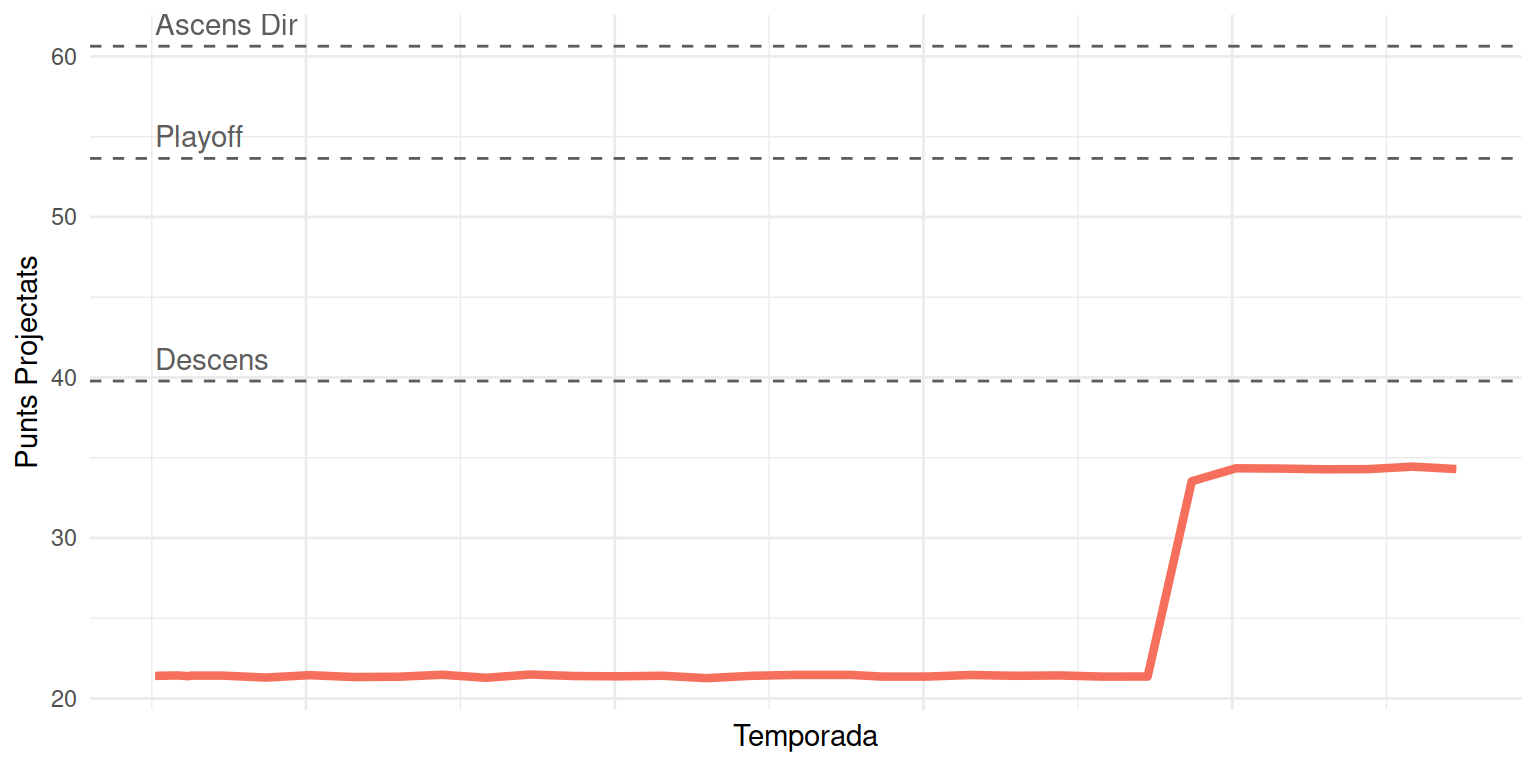 Ascens Dir
60
Playoff
50
Descens
40
30
20
Punts Projectats
Temporada